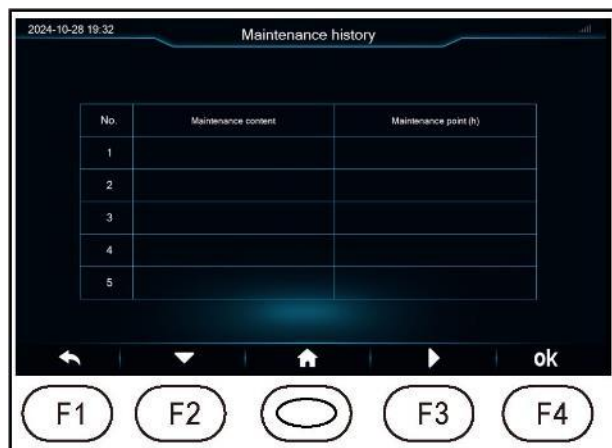 2024-10-28 19:32
Maintenance history
No. Maintenance content Maintenance point (h)
1
2
3
4
5
ok
F1 F2 F3 F4